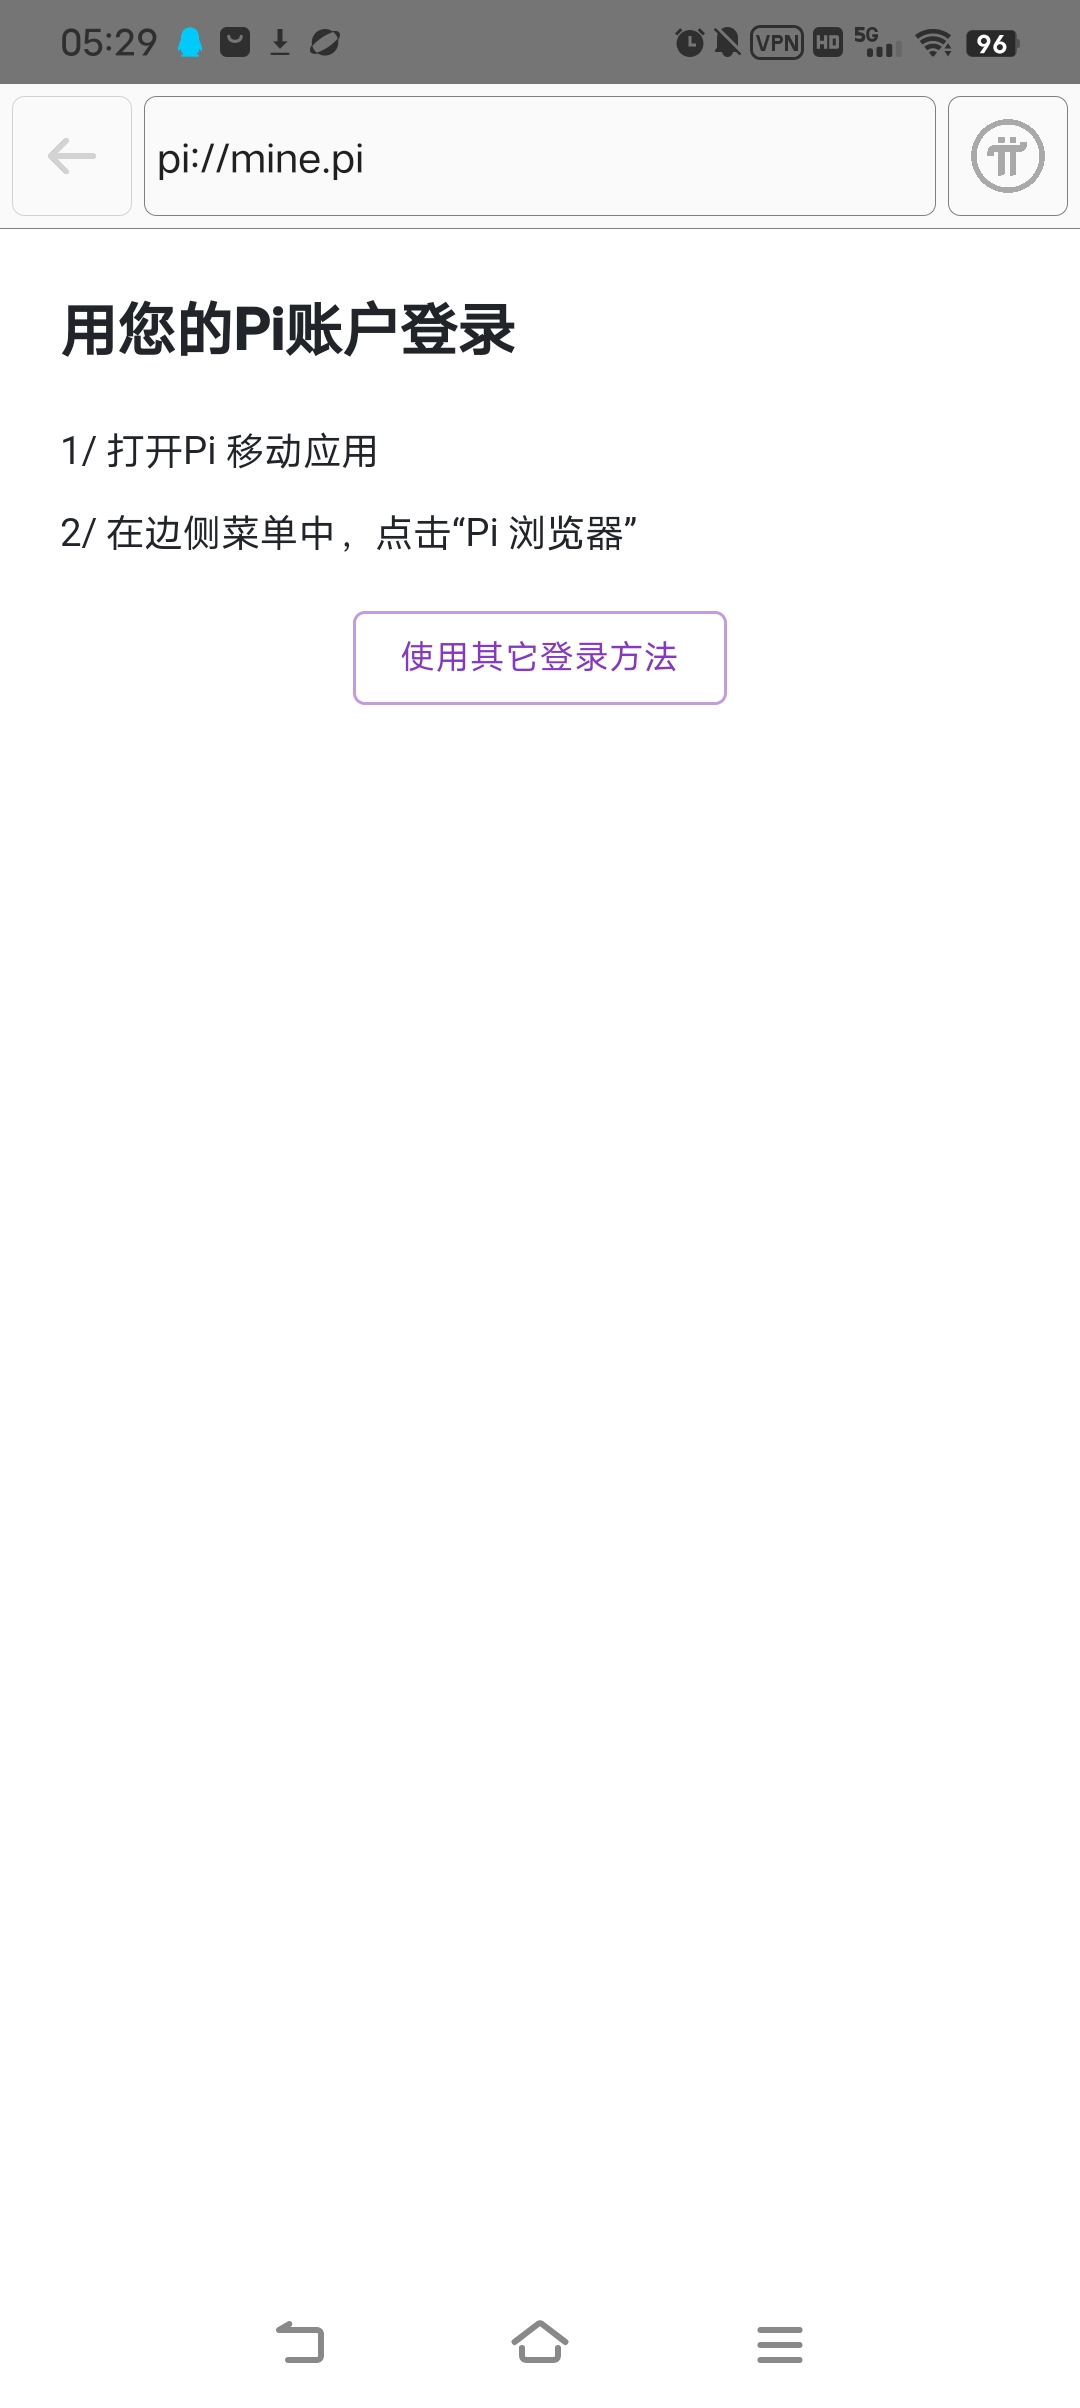 05:29
VPN
HD
5G
96
pi://mine.pi
用您的Pi账户登录
1/ 打开Pi 移动应用
2/ 在边侧菜单中，点击“Pi 浏览器”
使用其它登录方法